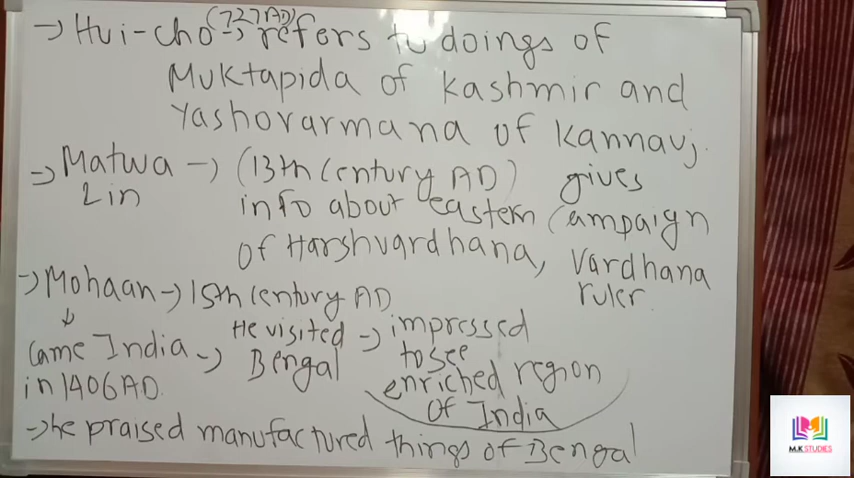 (727AD)
→ Hui-cho → refers to doings of
Muktapida of Kashmir and
Yashovarmana of Kannauj.
→ Matwa → (13th Century AD) gives
Lin info about eastern Campaign
of Harshvardhana, Vardhana
ruler.
→ Mohaan → 15th Century AD
↓
Came India → He visited → impressed
in 1406 AD. Bengal to see
enriched region
of India
→ he praised manufactured things of Bengal
M.K STUDIES